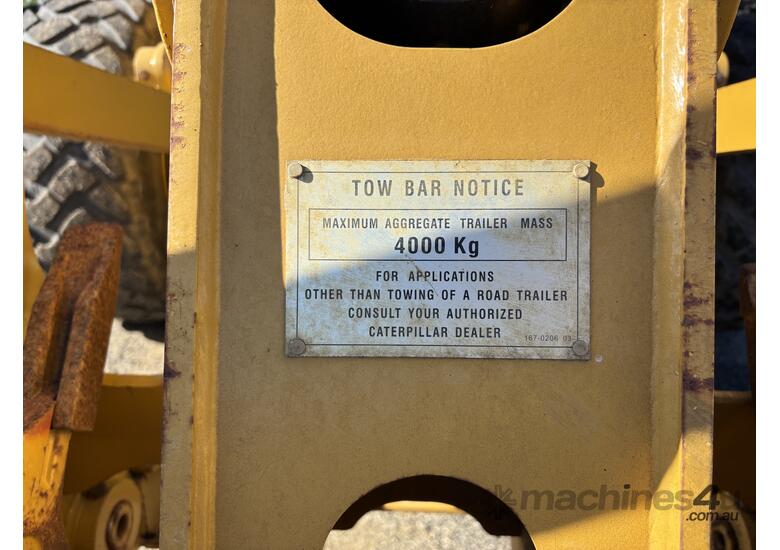 TOW BAR NOTICE
MAXIMUM AGGREGATE TRAILER MASS
4000 Kg
FOR APPLICATIONS
OTHER THAN TOWING OF A ROAD TRAILER
CONSULT YOUR AUTHORIZED
CATERPILLAR DEALER
167-0206 03
machines4u
.com.au